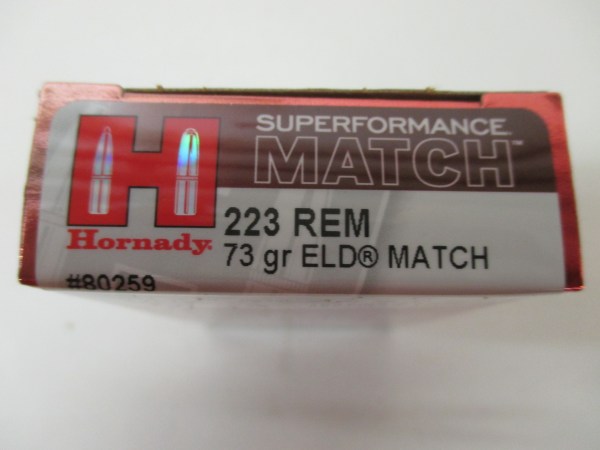 SUPERFORMANCE
MATCH™
H
Hornady
223 REM
73 gr ELD® MATCH
#80259